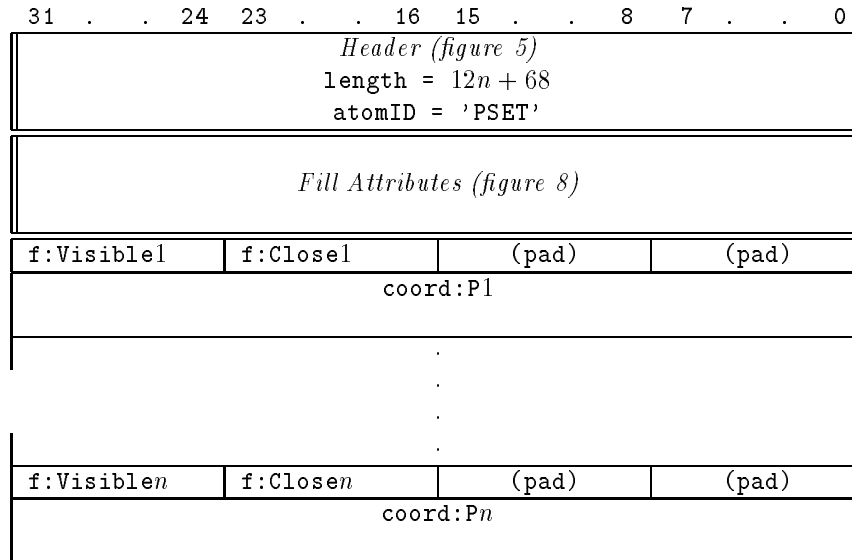 31 . . 24 23 . . 16 15 . . 8 7 . . 0
Header (figure 5)
length = 12n + 68
atomID = 'PSET'
Fill Attributes (figure 8)
f:Visible1 f:Close1 (pad) (pad)
coord:P1
.
.
.
.
f:Visiblen f:Closen (pad) (pad)
coord:Pn